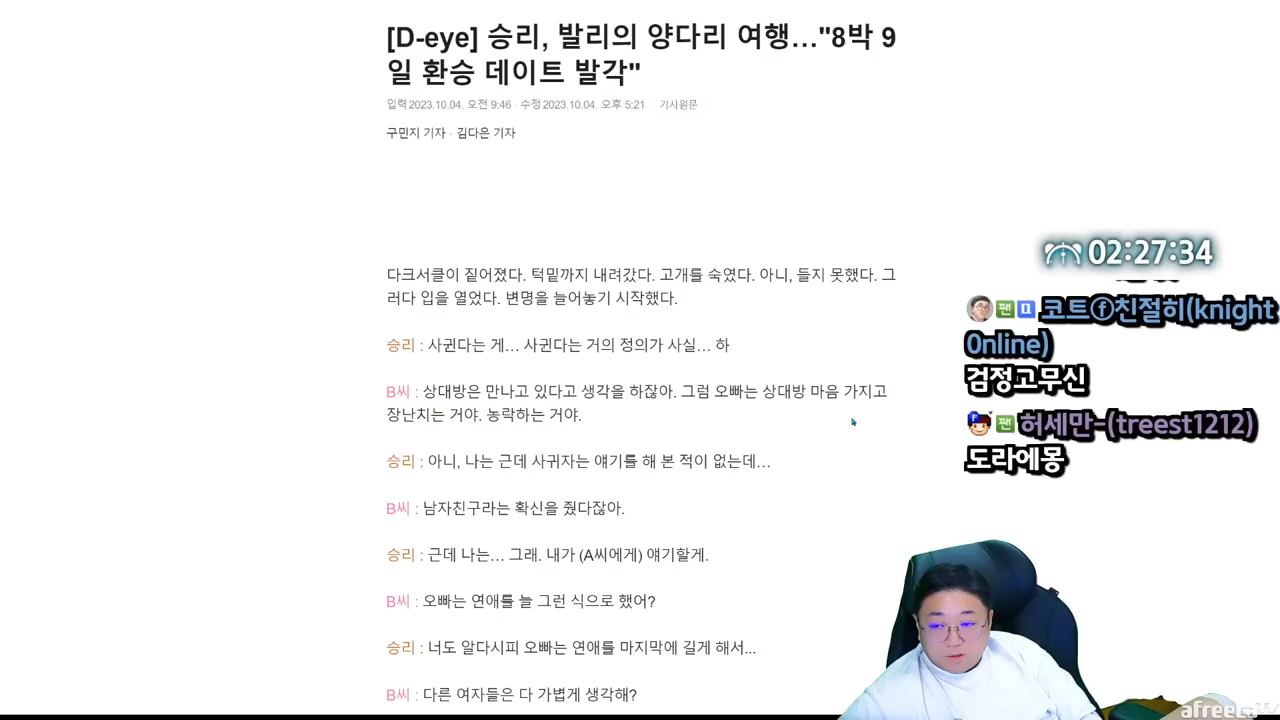 [D-eye] 승리, 발리의 양다리 여행…"8박 9
일 환승 데이트 발각"
입력 2023.10.04. 오전 9:46 · 수정 2023.10.04. 오후 5:21 기사원문
구민지 기자 · 김다은 기자
다크서클이 짙어졌다. 턱밑까지 내려갔다. 고개를 숙였다. 아니, 들지 못했다. 그
러다 입을 열었다. 변명을 늘어놓기 시작했다.
승리 : 사귄다는 게… 사귄다는 거의 정의가 사실… 하
B씨 : 상대방은 만나고 있다고 생각을 하잖아. 그럼 오빠는 상대방 마음 가지고
장난치는 거야. 농락하는 거야.
승리 : 아니, 나는 근데 사귀자는 얘기를 해 본 적이 없는데…
B씨 : 남자친구라는 확신을 줬다잖아.
승리 : 근데 나는… 그래. 내가 (A씨에게) 얘기할게.
B씨 : 오빠는 연애를 늘 그런 식으로 했어?
승리 : 너도 알다시피 오빠는 연애를 마지막에 길게 해서...
B씨 : 다른 여자들은 다 가볍게 생각해?
02:27:34
팬 코트ⓕ친절히(knight
0nline)
검정고무신
팬 허세만-(treest1212)
도라에몽
afreecaTV